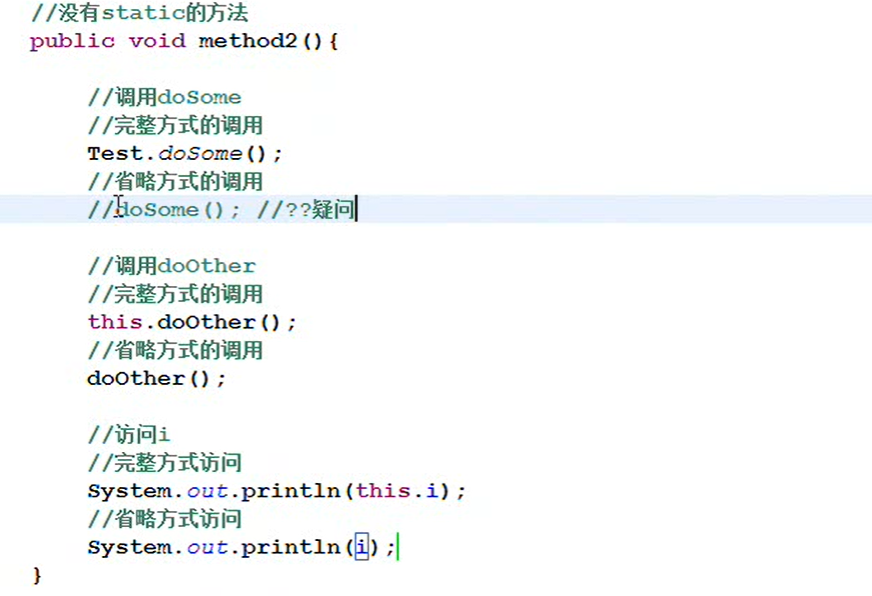 //没有static的方法
public void method2(){
//调用doSome
//完整方式的调用
Test.doSome();
//省略方式的调用
//doSome(); //??疑问
//调用doOther
//完整方式的调用
this.doOther();
//省略方式的调用
doOther();
//访问i
//完整方式访问
System.out.println(this.i);
//省略方式访问
System.out.println(i);
}